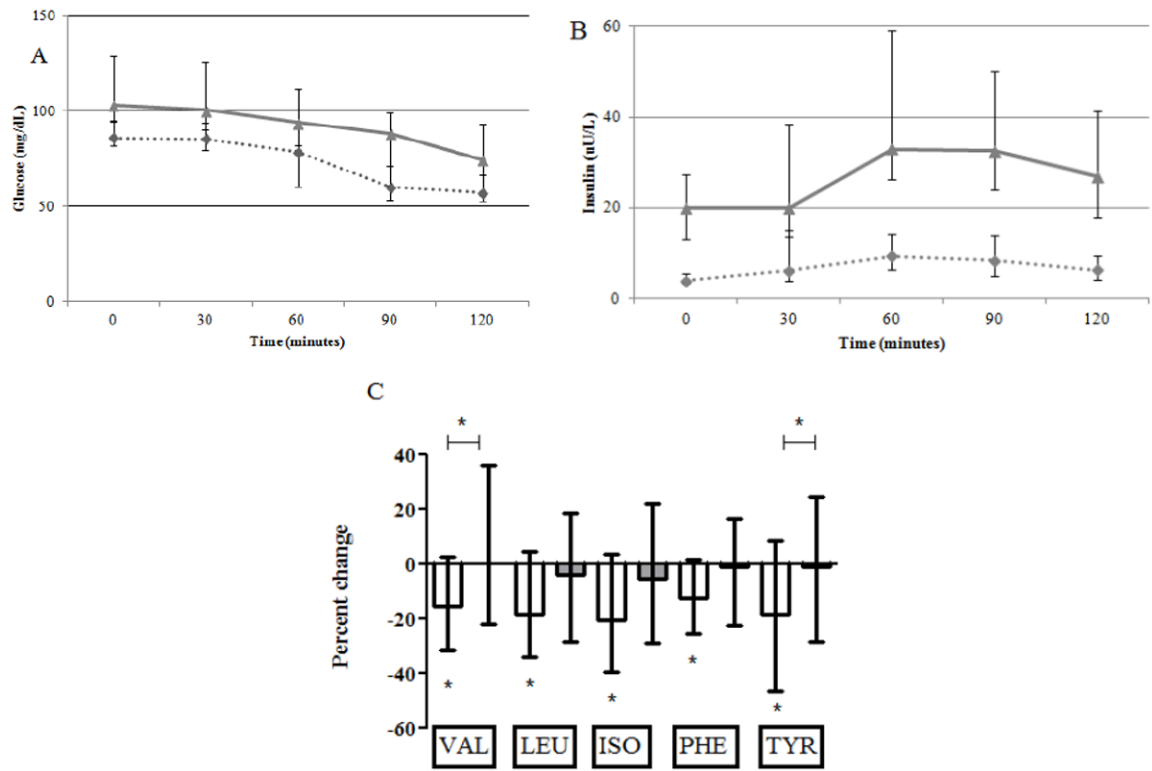 A
Glucose (mg/dL)
150
100
50
0
0 30 60 90 120
Time (minutes)
B
Insulin (uU/L)
60
40
20
0
0 30 60 90 120
Time (minutes)
C
* *
Percent change
40
20
0
-20
-40
-60
* * * * *
VAL LEU ISO PHE TYR